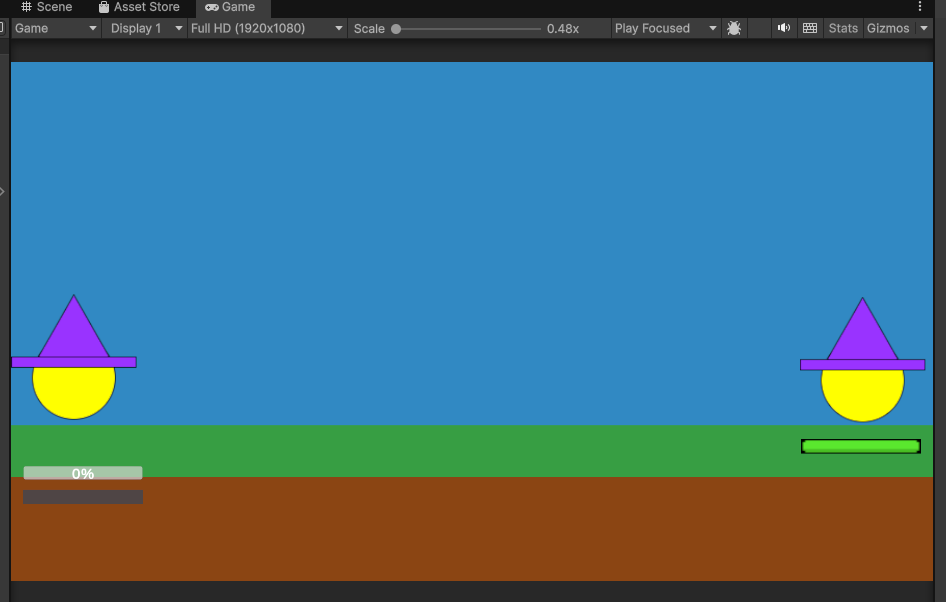 Scene Asset Store Game
Game Display 1 Full HD (1920x1080) Scale 0.48x Play Focused Stats Gizmos
0%